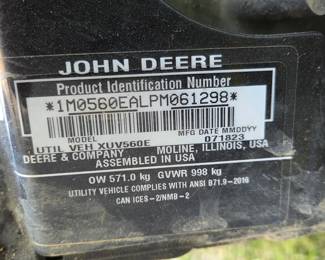 JOHN DEERE
Product Identification Number
*1M0560EALPM061298*
MODEL MFG DATE MMDDYY
UTIL VEH XUV560E 071823
DEERE & COMPANY MOLINE, ILLINOIS, USA
ASSEMBLED IN USA
OW 571.0 kg GVWR 998 kg
UTILITY VEHICLE COMPLIES WITH ANSI B71.9-2016
CAN ICES-2/NMB-2